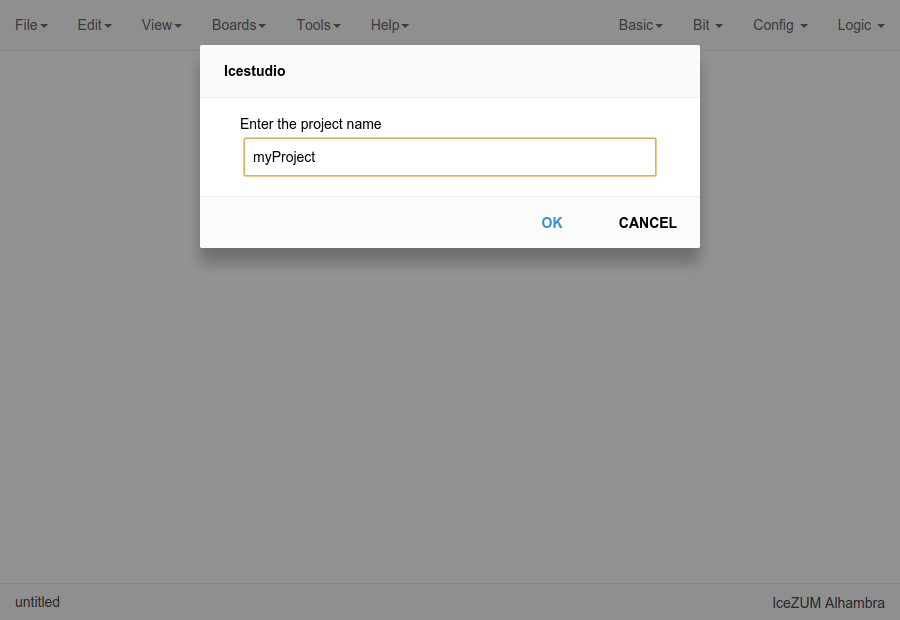 File Edit View Boards Tools Help Basic Bit Config Logic
Icestudio
Enter the project name
myProject
OK CANCEL
untitled IceZUM Alhambra